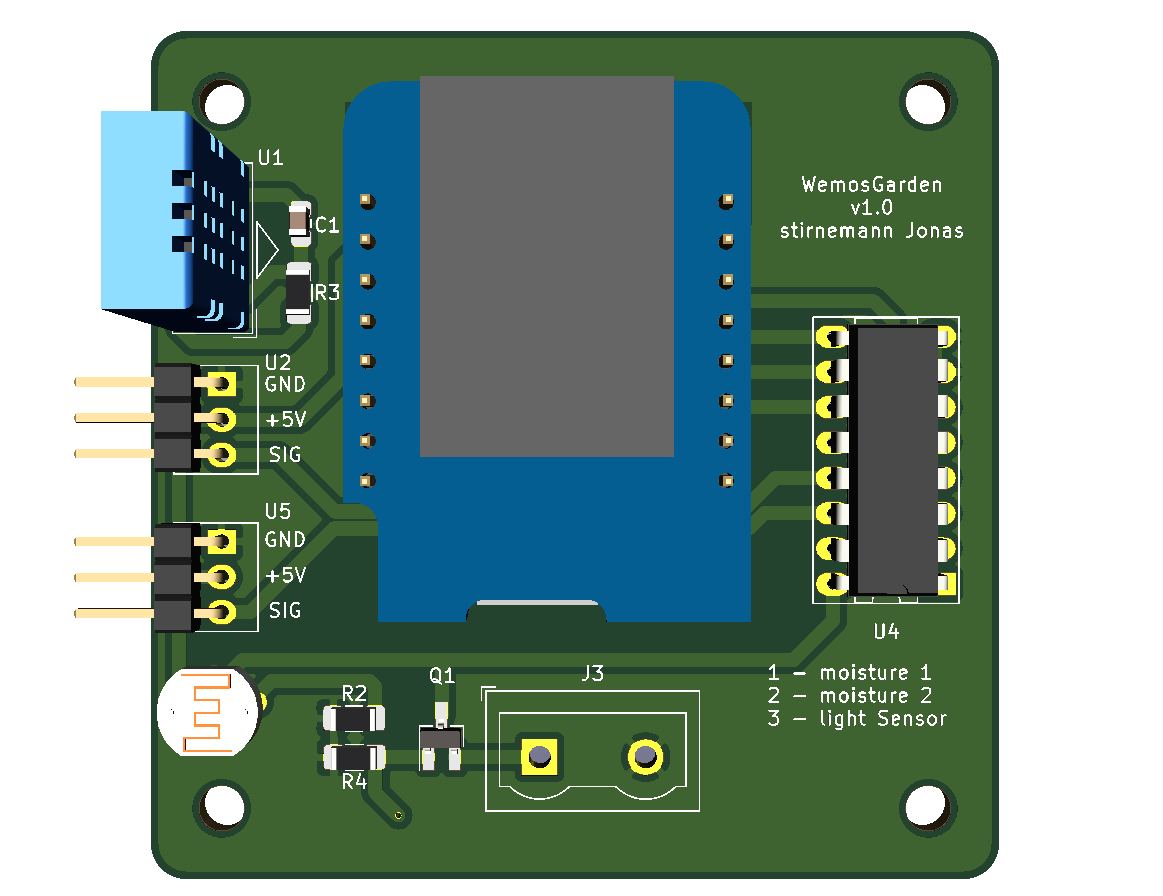 U1
WemosGarden
v1.0
stirnemann Jonas
C1
R3
U2
GND
+5V
SIG
U5
GND
+5V
SIG
U4
Q1
J3
1 - moisture 1
2 - moisture 2
3 - light Sensor
R2
R4